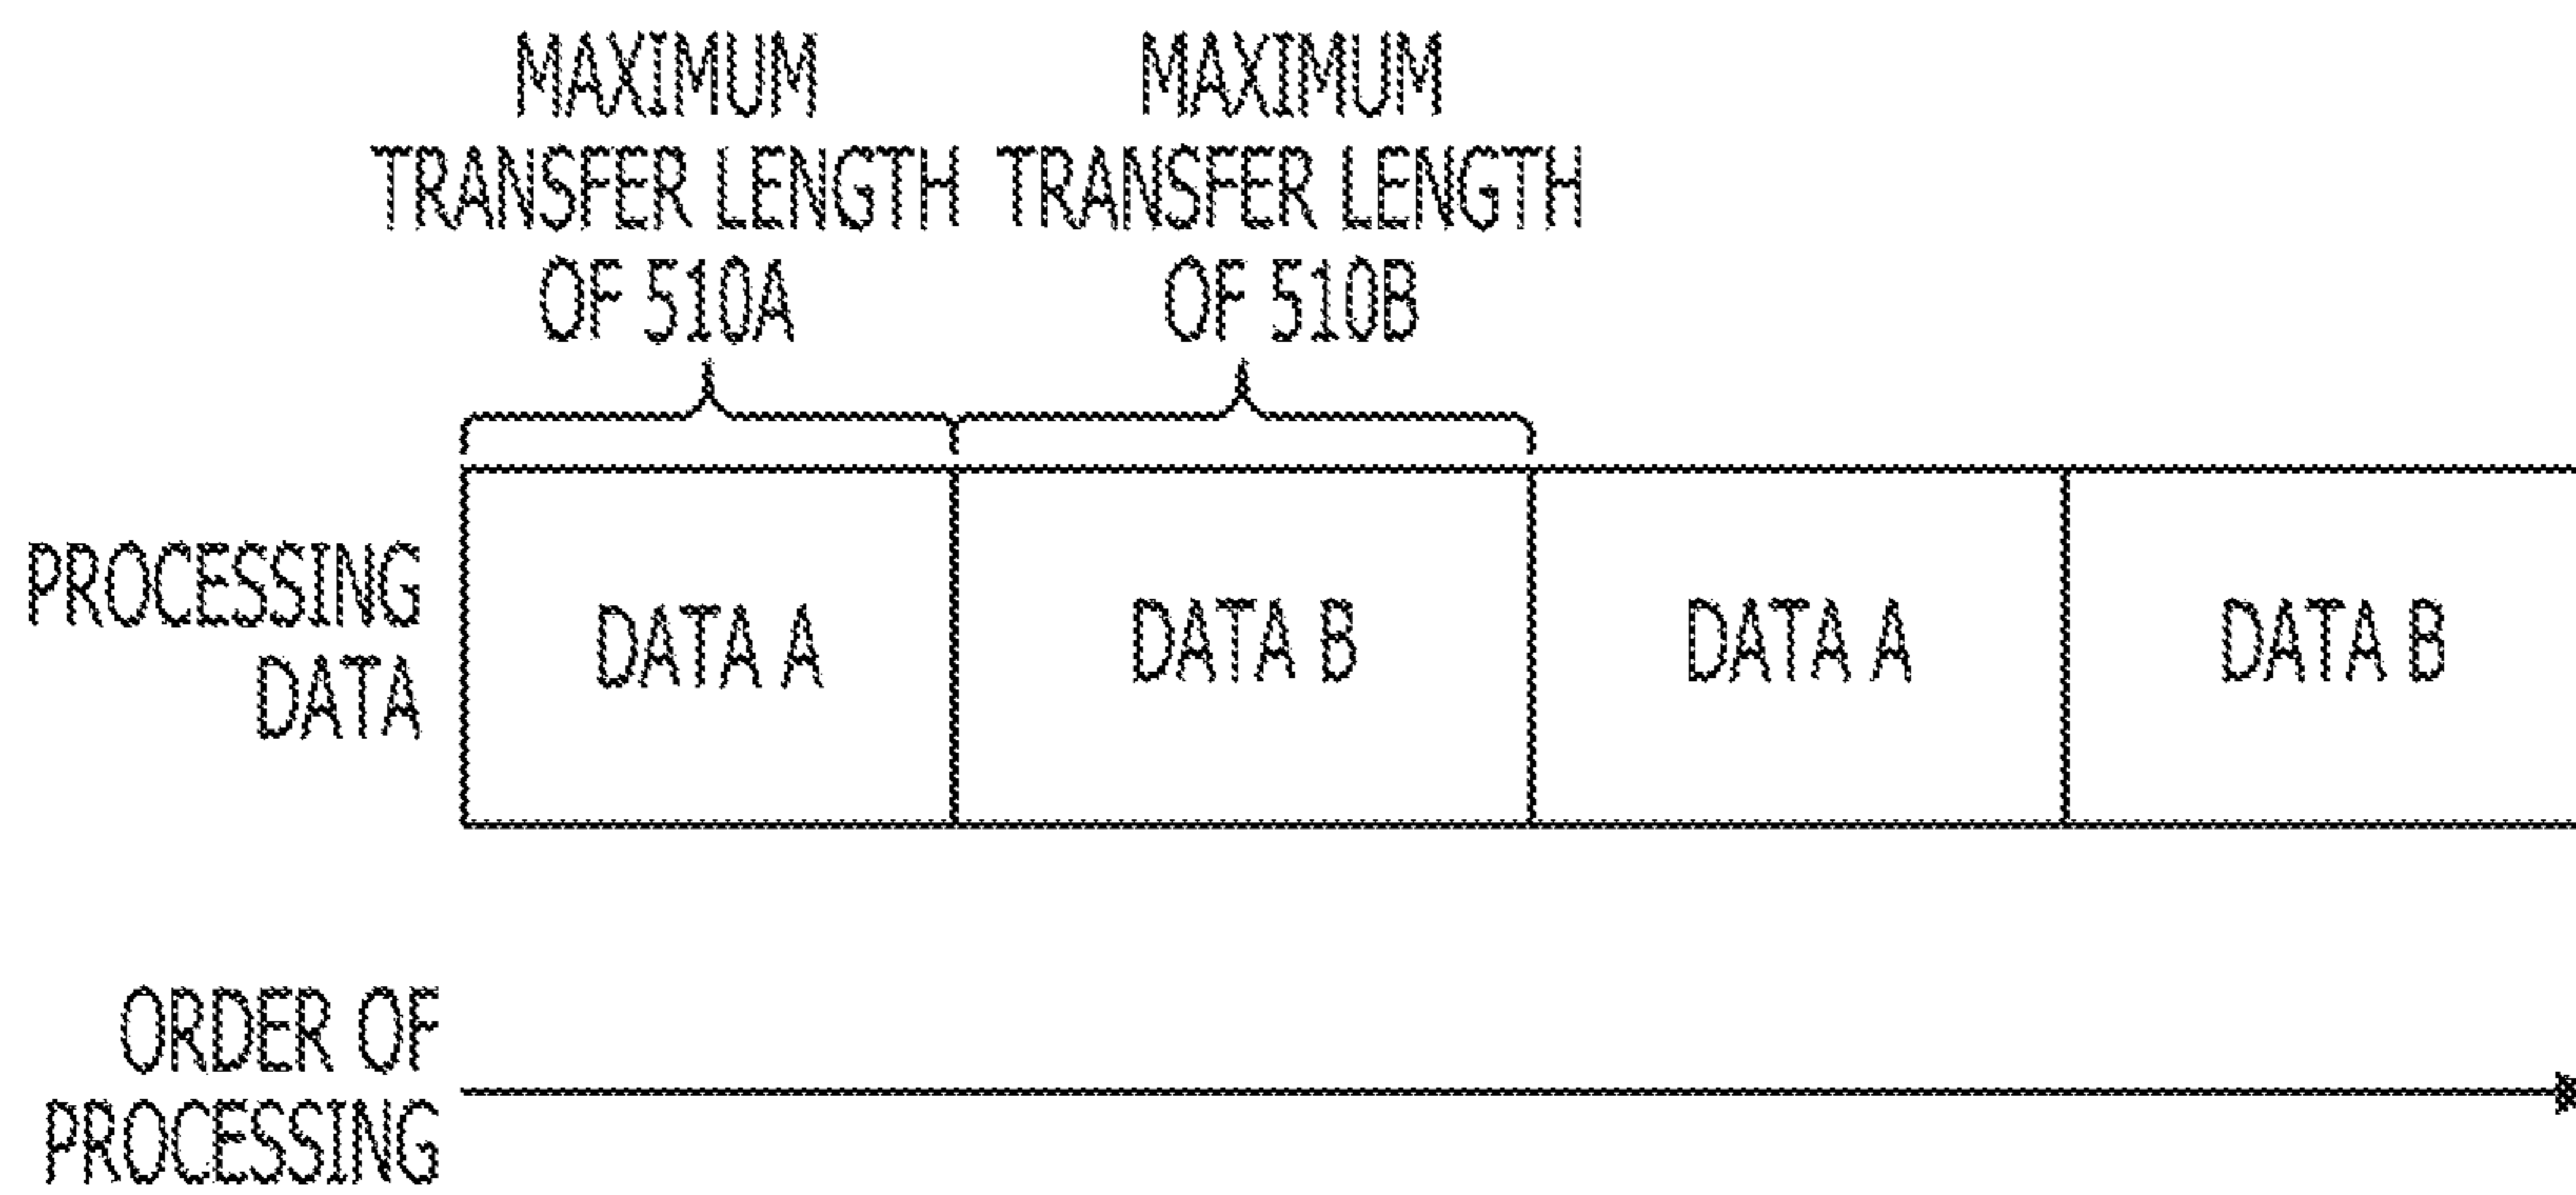 MAXIMUM
TRANSFER LENGTH
OF 510A
MAXIMUM
TRANSFER LENGTH
OF 510B
PROCESSING
DATA
DATA A
DATA B
DATA A
DATA B
ORDER OF
PROCESSING